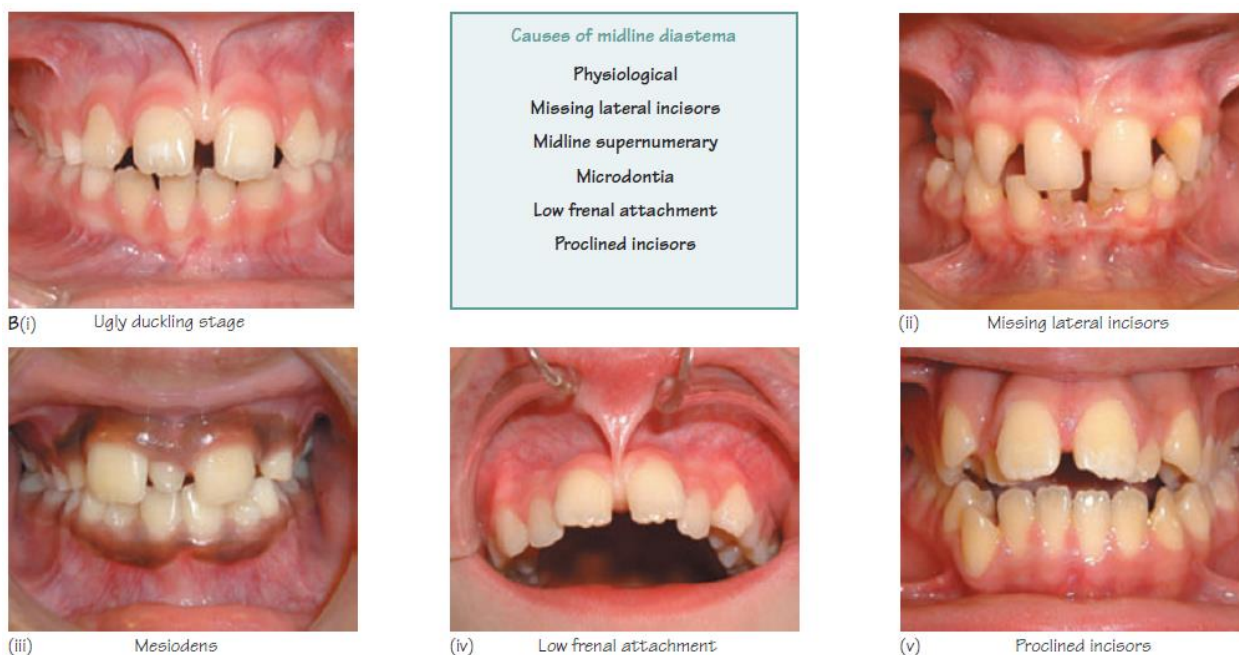 Causes of midline diastema
Physiological
Missing lateral incisors
Midline supernumerary
Microdontia
Low frenal attachment
Proclined incisors
B(i) Ugly duckling stage
(ii) Missing lateral incisors
(iii) Mesiodens
(iv) Low frenal attachment
(v) Proclined incisors